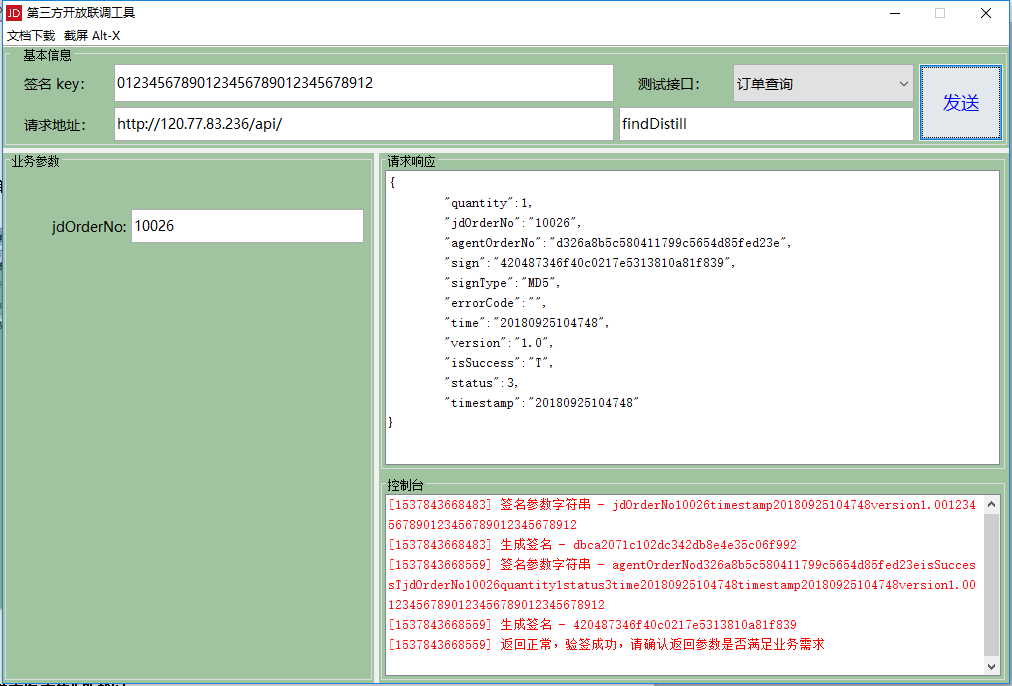 JD 第三方开放联调工具
文档下载 截屏 Alt-X
基本信息
签名 key: 01234567890123456789012345678912 测试接口: 订单查询 发送
请求地址: http://120.77.83.236/api/ findDistill
业务参数
jdOrderNo: 10026
请求响应
{
"quantity":1,
"jdOrderNo":"10026",
"agentOrderNo":"d326a8b5c580411799c5654d85fed23e",
"sign":"420487346f40c0217e5313810a81f839",
"signType":"MD5",
"errorCode":"",
"time":"20180925104748",
"version":"1.0",
"isSuccess":"T",
"status":3,
"timestamp":"20180925104748"
}
控制台
[1537843668483] 签名参数字符串 - jdOrderNo10026timestamp20180925104748version1.001234
567890123456789012345678912
[1537843668483] 生成签名 - dbca2071c102dc342db8e4e35c06f992
[1537843668559] 签名参数字符串 - agentOrderNod326a8b5c580411799c5654d85fed23eisSucces
sTjdOrderNo10026quantity1status3time20180925104748timestamp20180925104748version1.00
1234567890123456789012345678912
[1537843668559] 生成签名 - 420487346f40c0217e5313810a81f839
[1537843668559] 返回正常，验签成功，请确认返回参数是否满足业务需求